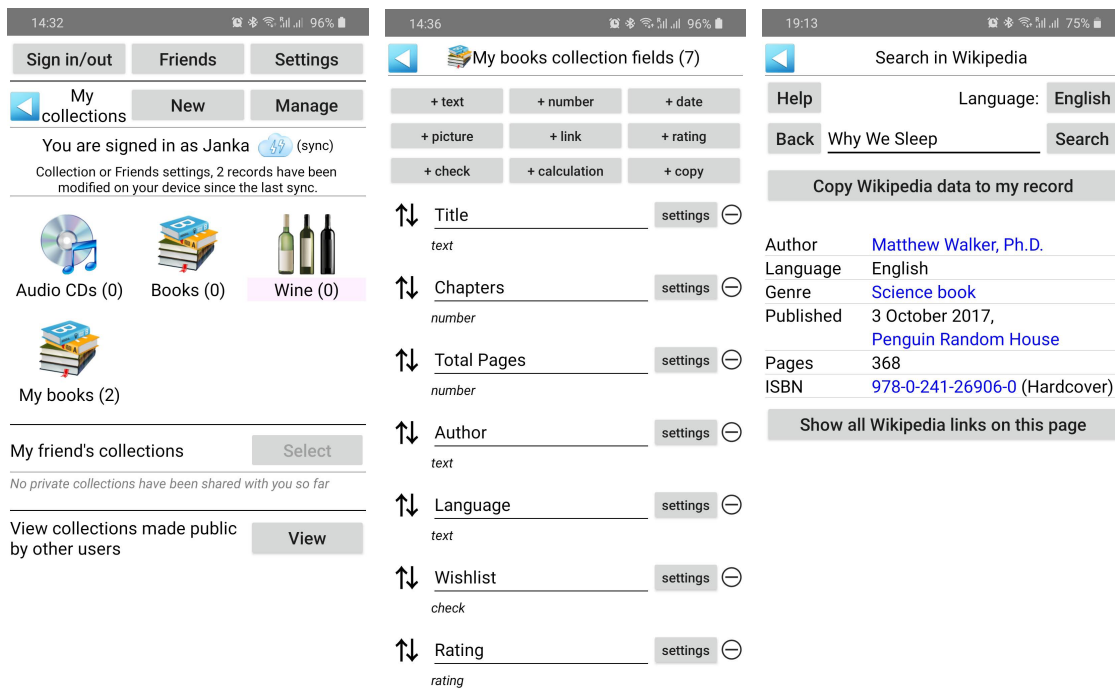 14:32
96%
Sign in/out
Friends
Settings
My
collections
New
Manage
You are signed in as Janka
(sync)
Collection or Friends settings, 2 records have been
modified on your device since the last sync.
Audio CDs (0)
Books (0)
Wine (0)
My books (2)
My friend's collections
Select
No private collections have been shared with you so far
View collections made public
by other users
View
14:36
96%
My books collection fields (7)
+ text
+ number
+ date
+ picture
+ link
+ rating
+ check
+ calculation
+ copy
Title
settings
text
Chapters
settings
number
Total Pages
settings
number
Author
settings
text
Language
settings
text
Wishlist
settings
check
Rating
settings
rating
19:13
75%
Search in Wikipedia
Help
Language:
English
Back
Why We Sleep
Search
Copy Wikipedia data to my record
Author Matthew Walker, Ph.D.
Language English
Genre Science book
Published 3 October 2017,
Penguin Random House
Pages 368
ISBN 978-0-241-26906-0 (Hardcover)
Show all Wikipedia links on this page